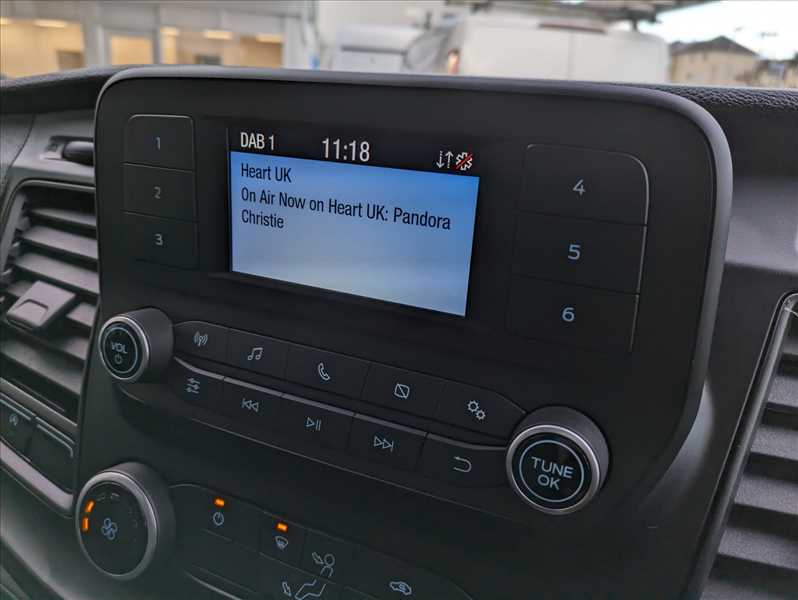 DAB 1 11:18
Heart UK
On Air Now on Heart UK: Pandora
Christie
1
2
3
4
5
6
VOL
TUNE
OK